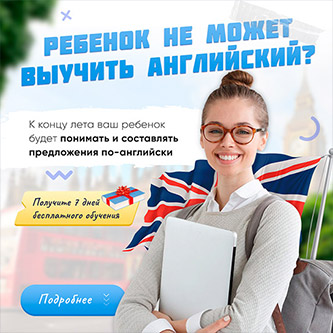 РЕБЕНОК НЕ МОЖЕТ
ВЫУЧИТЬ АНГЛИЙСКИЙ?
К концу лета ваш ребенок
будет понимать и составлять
предложения по-английски
Получите 7 дней
бесплатного обучения
Подробнее